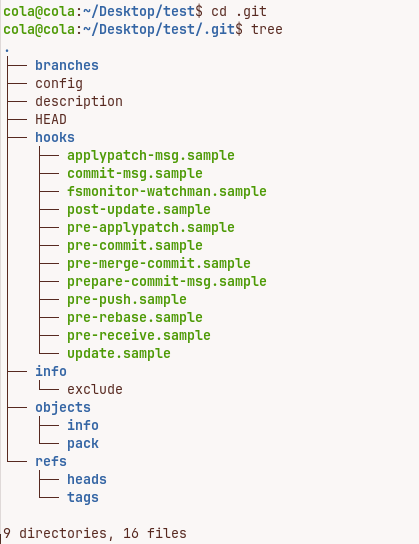 cola@cola:~/Desktop/test$ cd .git
cola@cola:~/Desktop/test/.git$ tree
.
├── branches
├── config
├── description
├── HEAD
├── hooks
│   ├── applypatch-msg.sample
│   ├── commit-msg.sample
│   ├── fsmonitor-watchman.sample
│   ├── post-update.sample
│   ├── pre-applypatch.sample
│   ├── pre-commit.sample
│   ├── pre-merge-commit.sample
│   ├── prepare-commit-msg.sample
│   ├── pre-push.sample
│   ├── pre-rebase.sample
│   ├── pre-receive.sample
│   └── update.sample
├── info
│   └── exclude
├── objects
│   ├── info
│   └── pack
└── refs
    ├── heads
    └── tags
9 directories, 16 files